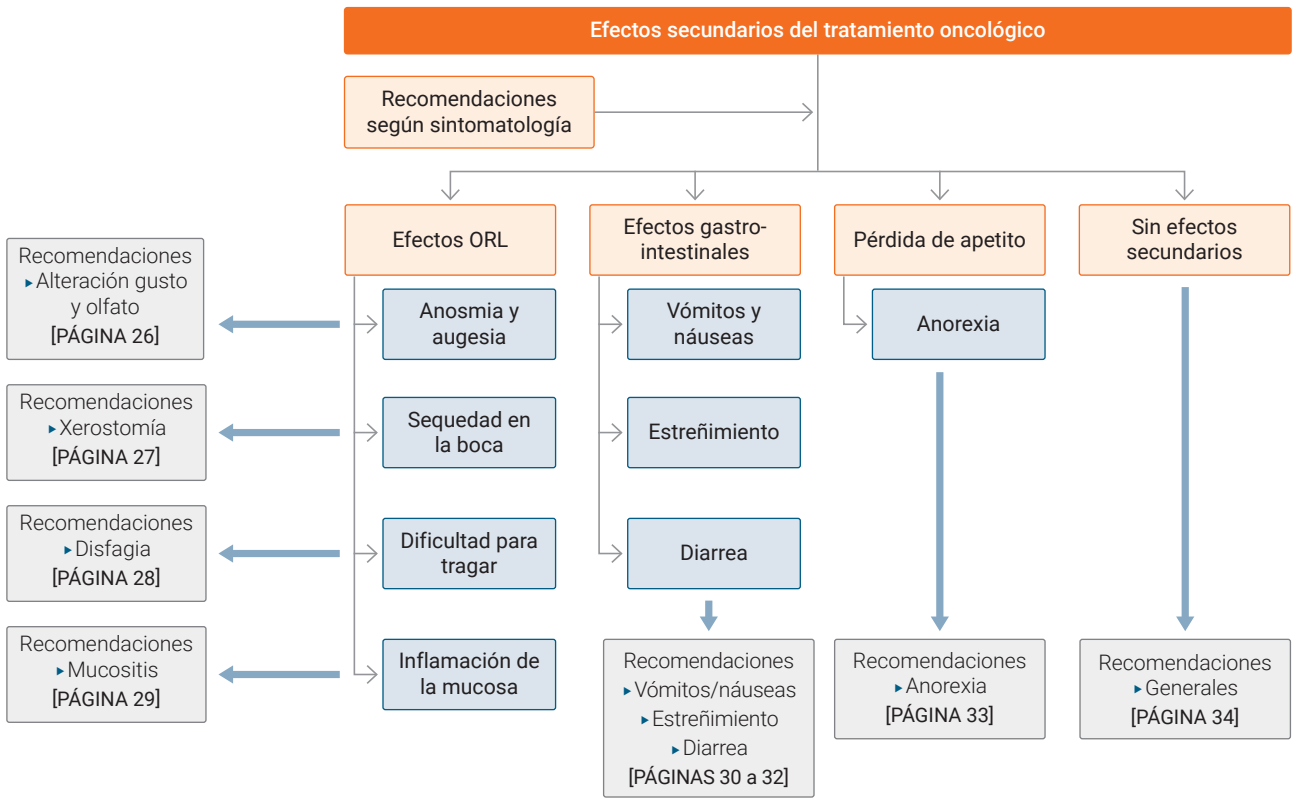 Efectos secundarios del tratamiento oncológico
Recomendaciones
según sintomatología
Efectos ORL
Efectos gastro-
intestinales
Pérdida de apetito
Sin efectos
secundarios
Recomendaciones
▸Alteración gusto
y olfato
[PÁGINA 26]
Anosmia y
augesia
Vómitos y
náuseas
Anorexia
Recomendaciones
▸Xerostomía
[PÁGINA 27]
Sequedad en
la boca
Estreñimiento
Recomendaciones
▸Disfagia
[PÁGINA 28]
Dificultad para
tragar
Diarrea
Recomendaciones
▸Mucositis
[PÁGINA 29]
Inflamación de
la mucosa
Recomendaciones
▸Vómitos/náuseas
▸Estreñimiento
▸Diarrea
[PÁGINAS 30 a 32]
Recomendaciones
▸Anorexia
[PÁGINA 33]
Recomendaciones
▸Generales
[PÁGINA 34]